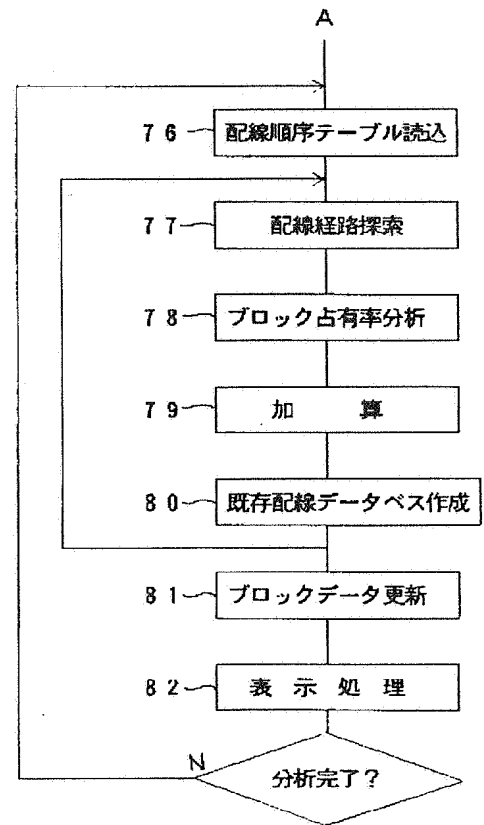 A
76 配線順序テーブル読込
77 配線経路探索
78 ブロック占有率分析
79 加算
80 既存配線データベス作成
81 ブロックデータ更新
82 表示処理
N 分析完了？